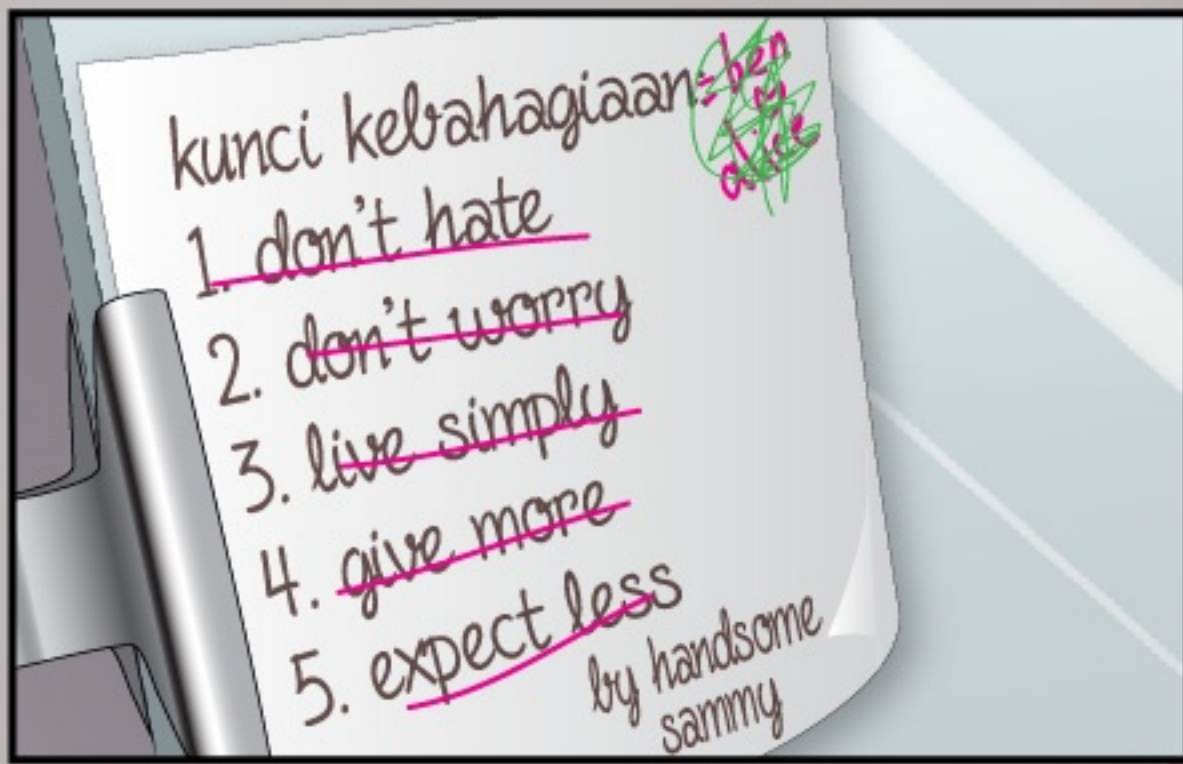 kunci kebahagiaan = ben
1. don't hate
2. don't worry
3. live simply
4. give more
5. expect less
by handsome
sammy